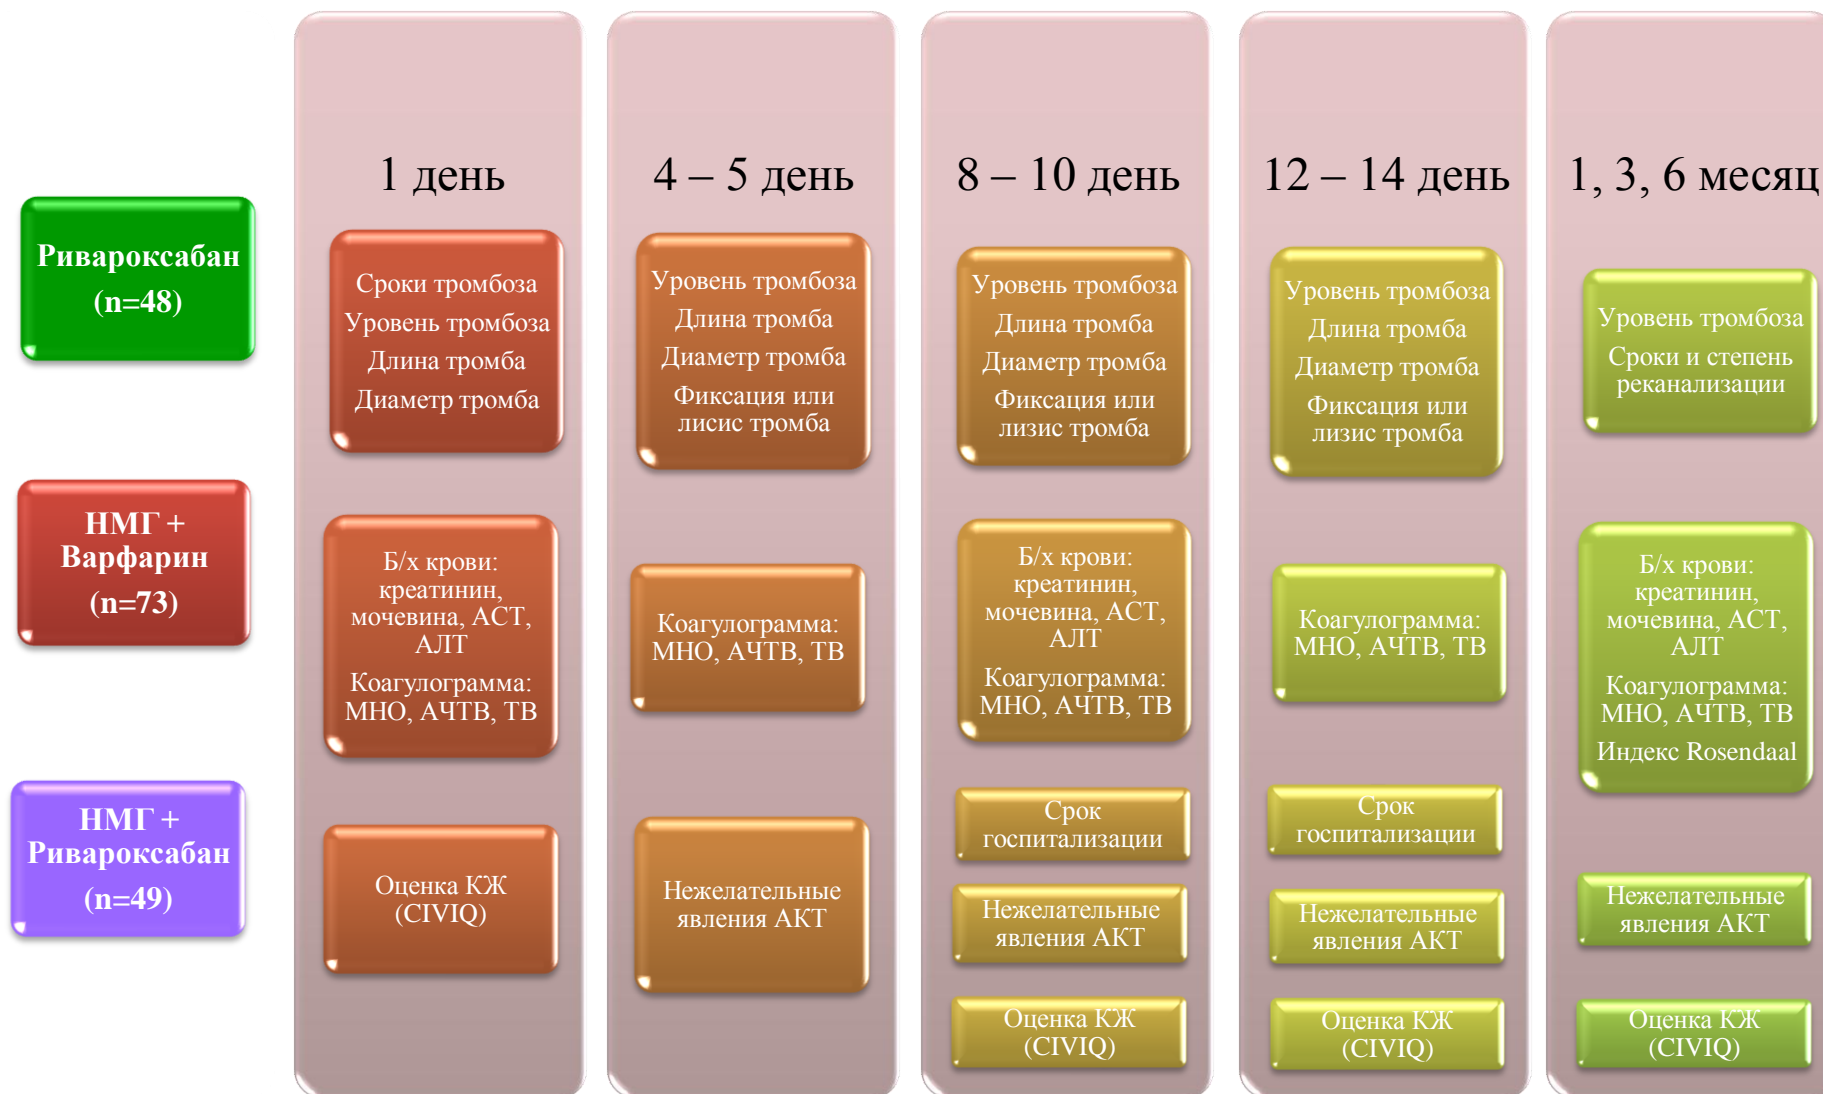 Ривароксабан
(n=48)
НМГ +
Варфарин
(n=73)
НМГ +
Ривароксабан
(n=49)
1 день
Сроки тромбоза
Уровень тромбоза
Длина тромба
Диаметр тромба
Б/х крови:
креатинин,
мочевина, АСТ,
АЛТ
Коагулограмма:
МНО, АЧТВ, ТВ
Оценка КЖ
(CIVIQ)
4 – 5 день
Уровень тромбоза
Длина тромба
Диаметр тромба
Фиксация или
лисис тромба
Коагулограмма:
МНО, АЧТВ, ТВ
Нежелательные
явления АКТ
8 – 10 день
Уровень тромбоза
Длина тромба
Диаметр тромба
Фиксация или
лизис тромба
Б/х крови:
креатинин,
мочевина, АСТ,
АЛТ
Коагулограмма:
МНО, АЧТВ, ТВ
Срок
госпитализации
Нежелательные
явления АКТ
Оценка КЖ
(CIVIQ)
12 – 14 день
Уровень тромбоза
Длина тромба
Диаметр тромба
Фиксация или
лизис тромба
Коагулограмма:
МНО, АЧТВ, ТВ
Срок
госпитализации
Нежелательные
явления АКТ
Оценка КЖ
(CIVIQ)
1, 3, 6 месяц
Уровень тромбоза
Сроки и степень
реканализации
Б/х крови:
креатинин,
мочевина, АСТ,
АЛТ
Коагулограмма:
МНО, АЧТВ, ТВ
Индекс Rosendaal
Нежелательные
явления АКТ
Оценка КЖ
(CIVIQ)